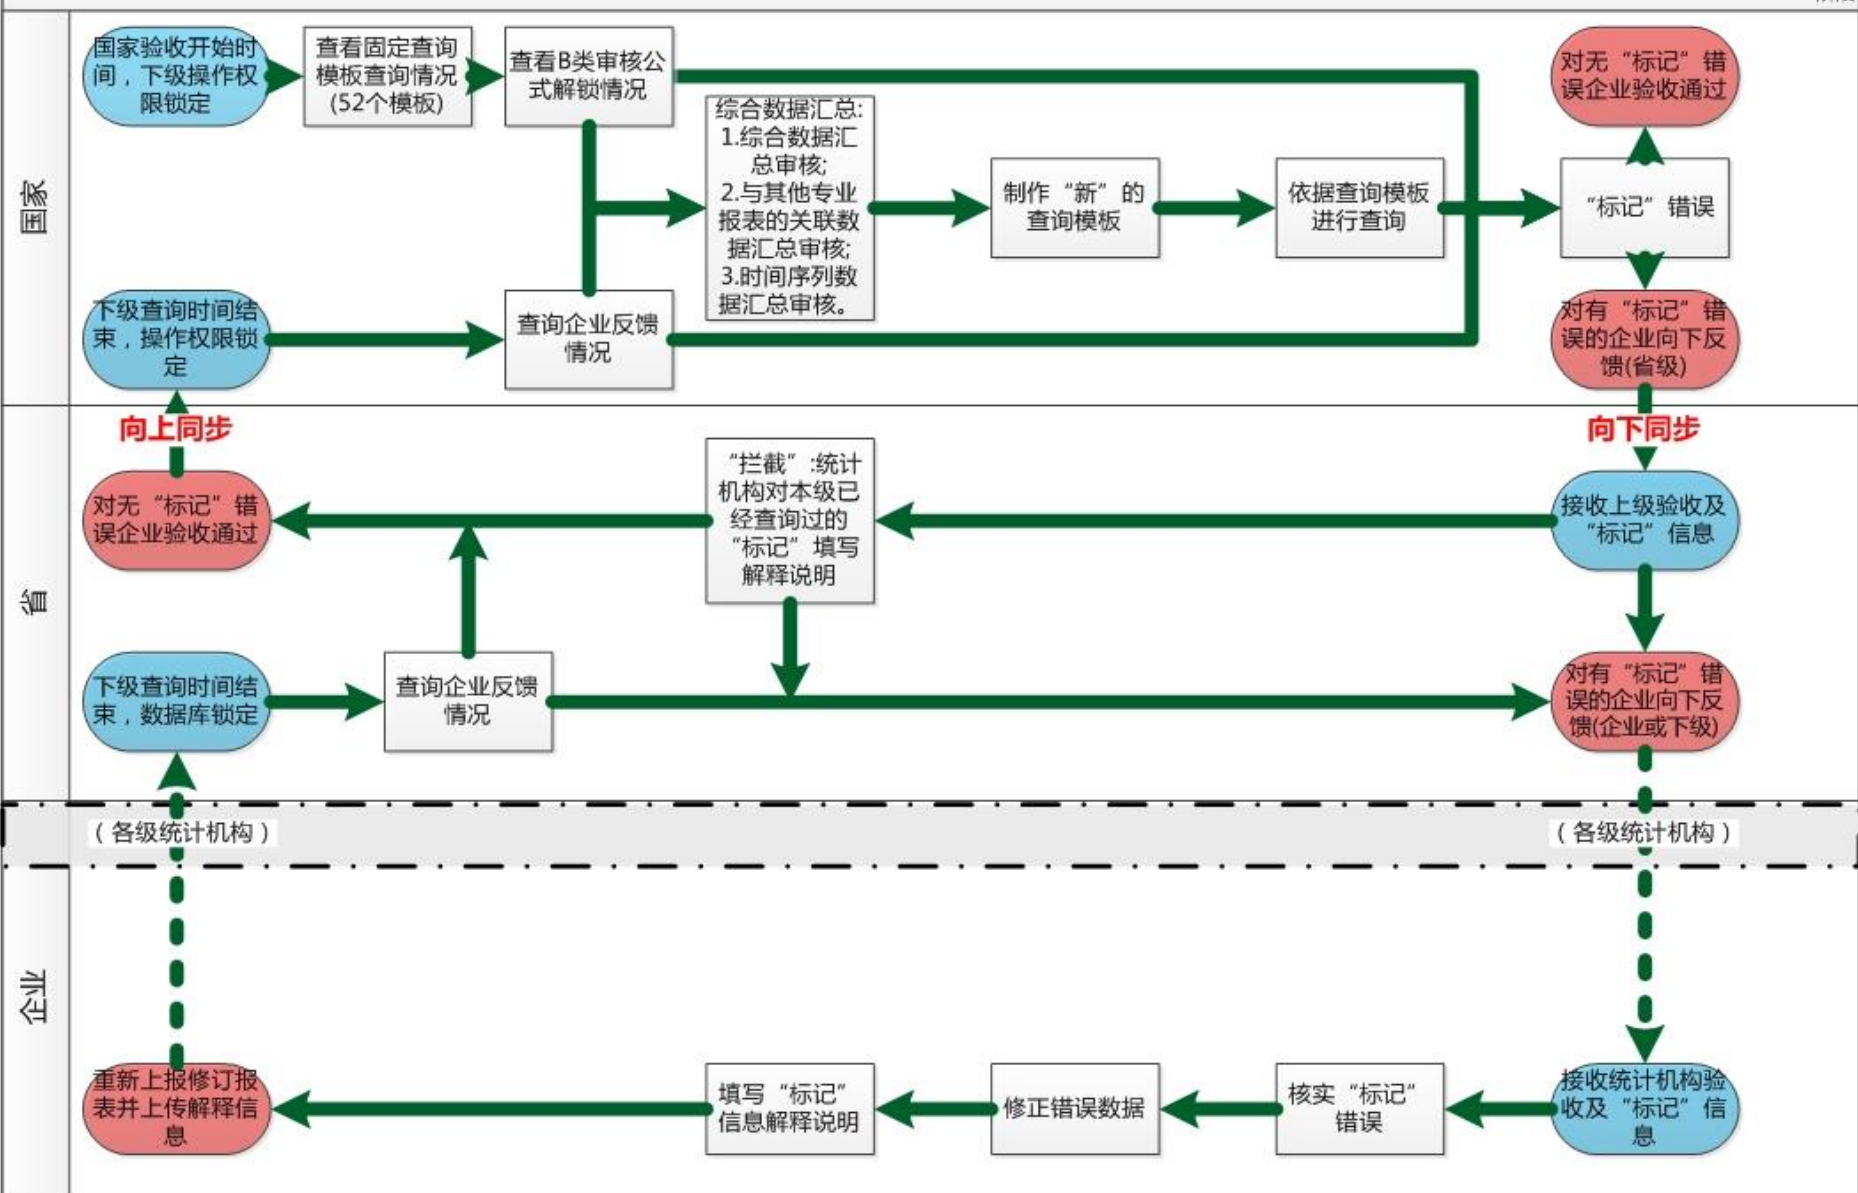 国家
国家验收开始时
间，下级操作权
限锁定
查看固定查询
模板查询情况
(52个模板)
查看B类审核公
式解锁情况
综合数据汇总:
1.综合数据汇
总审核;
2.与其他专业
报表的关联数
据汇总审核;
3.时间序列数
据汇总审核。
制作“新”的
查询模板
依据查询模板
进行查询
“标记”错误
对无“标记”错
误企业验收通过
下级查询时间结
束，操作权限锁
定
查询企业反馈
情况
对有“标记”错
误的企业向下反
馈(省级)
向上同步
向下同步
省
对无“标记”错
误企业验收通过
“拦截”:统计
机构对本级已
经查询过的
“标记”填写
解释说明
接收上级验收及
“标记”信息
下级查询时间结
束，数据库锁定
查询企业反馈
情况
对有“标记”错
误的企业向下反
馈(企业或下级)
（各级统计机构）
（各级统计机构）
企业
重新上报修订报
表并上传解释信
息
填写“标记”
信息解释说明
修正错误数据
核实“标记”
错误
接收统计机构验
收及“标记”信
息